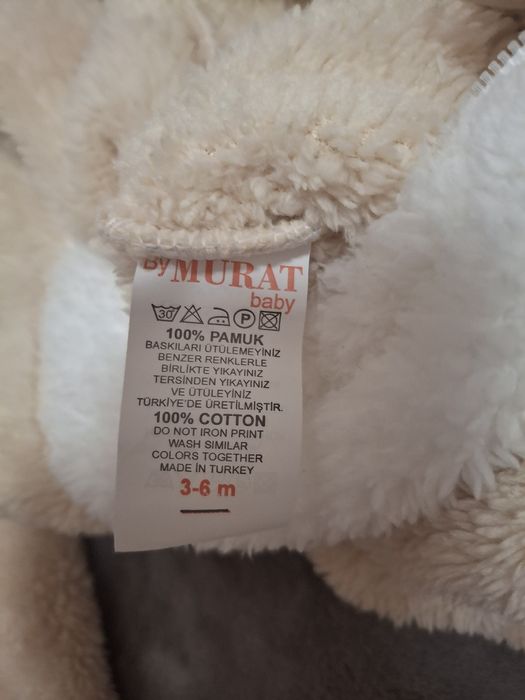 By MURAT
baby
30 P
100% PAMUK
BASKILARI ÜTÜLEMEYİNİZ
BENZER RENKLERLE
BİRLİKTE YIKAYINIZ
TERSİNDEN YIKAYINIZ
VE ÜTÜLEYİNİZ
TÜRKİYE'DE ÜRETİLMİŞTİR.
100% COTTON
DO NOT IRON PRINT
WASH SIMILAR
COLORS TOGETHER
MADE İN TURKEY
3-6 m